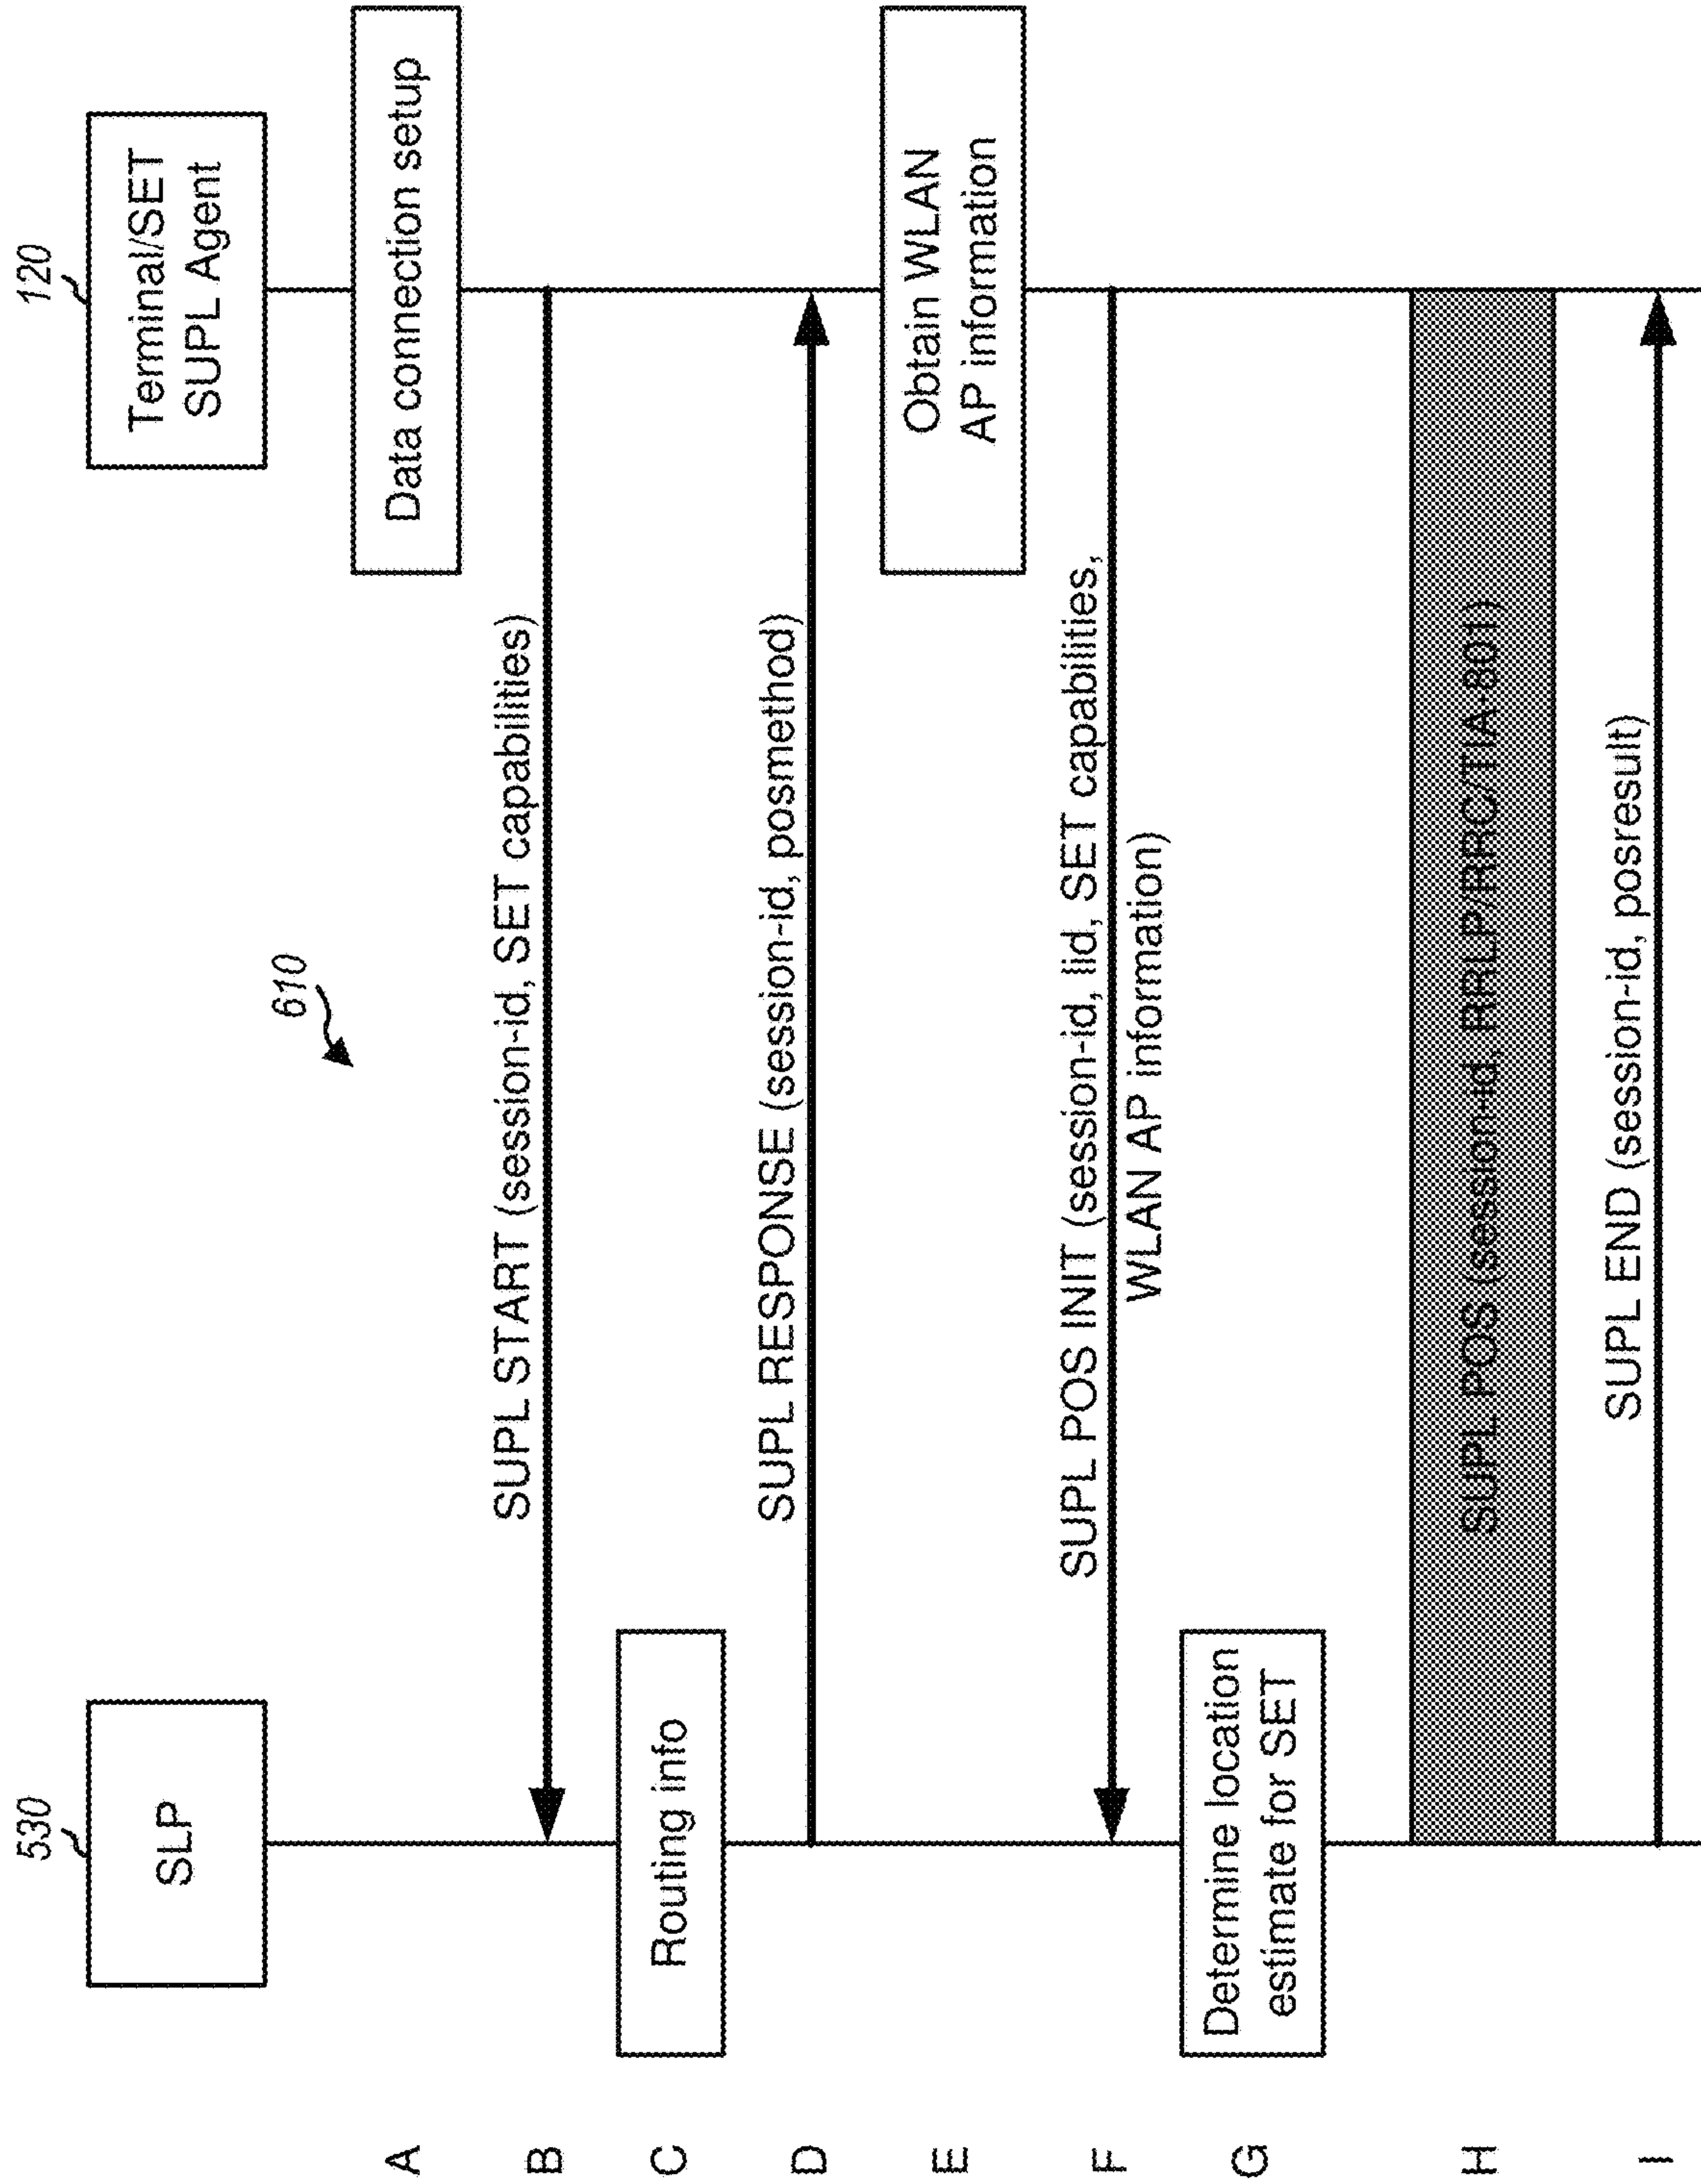 530
SLP
610
120
Terminal/SET
SUPL Agent
A
Data connection setup
B
SUPL START (session-id, SET capabilities)
C
Routing info
D
SUPL RESPONSE (session-id, posmethod)
E
Obtain WLAN
AP information
F
SUPL POS INIT (session-id, lid, SET capabilities,
WLAN AP information)
G
Determine location
estimate for SET
H
SUPL POS (session-id, RRLP/RRC/TIA-801))
I
SUPL END (session-id, posresult)